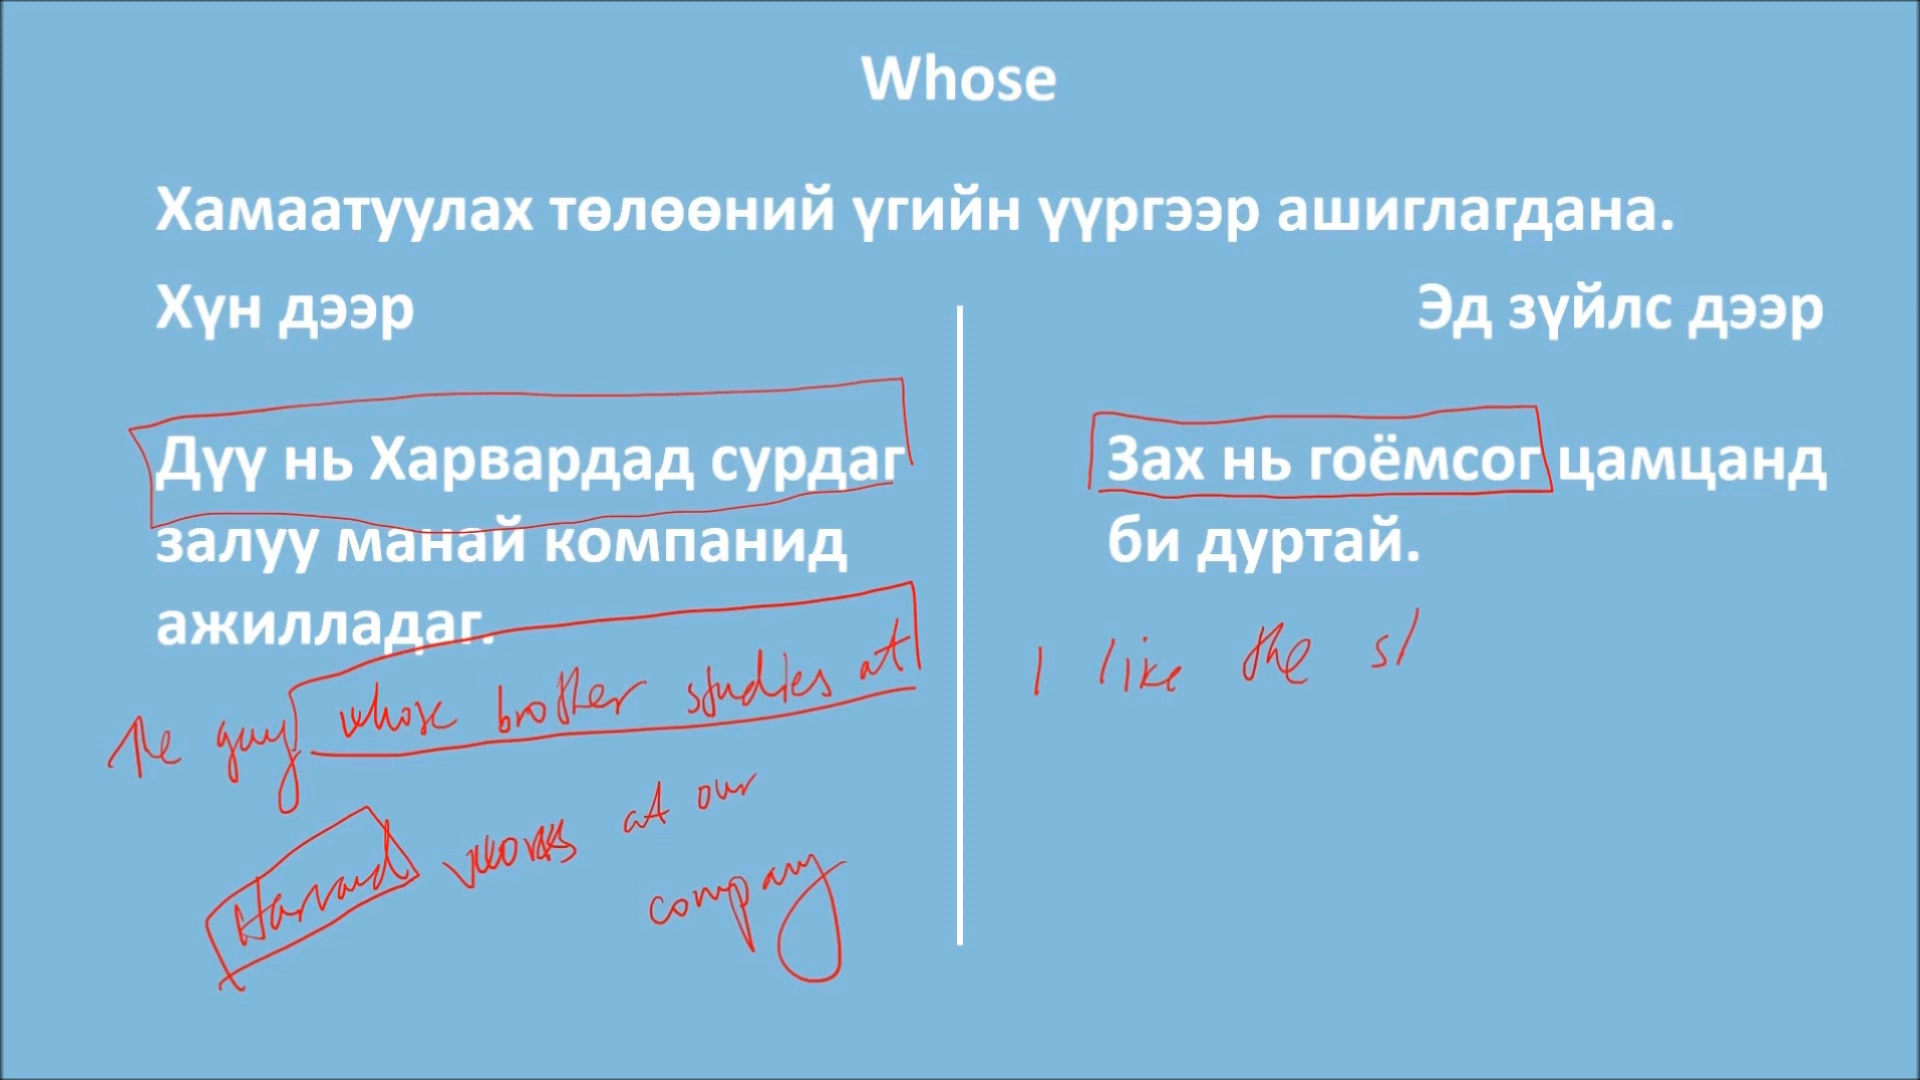 Whose
Хамаатуулах төлөөний үгийн үүргээр ашиглагдана.
Хүн дээр
Дүү нь Харвардад сурдаг
залуу манай компанид
ажилладаг.
The guy whose brother studies at
Harvard works at our
company
Эд зүйлс дээр
Зах нь гоёмсог цамцанд
би дуртай.
I like the